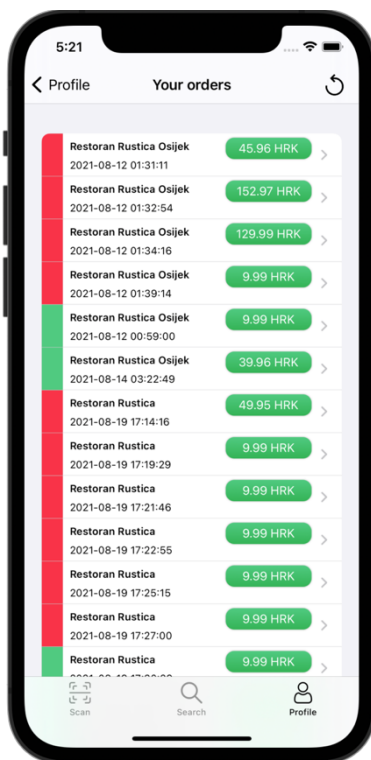 5:21
Profile
Your orders
Restoran Rustica Osijek
45.96 HRK
2021-08-12 01:31:11
Restoran Rustica Osijek
152.97 HRK
2021-08-12 01:32:54
Restoran Rustica Osijek
129.99 HRK
2021-08-12 01:34:16
Restoran Rustica Osijek
9.99 HRK
2021-08-12 01:39:14
Restoran Rustica Osijek
9.99 HRK
2021-08-12 00:59:00
Restoran Rustica Osijek
39.96 HRK
2021-08-14 03:22:49
Restoran Rustica
49.95 HRK
2021-08-19 17:14:16
Restoran Rustica
9.99 HRK
2021-08-19 17:19:29
Restoran Rustica
9.99 HRK
2021-08-19 17:21:46
Restoran Rustica
9.99 HRK
2021-08-19 17:22:55
Restoran Rustica
9.99 HRK
2021-08-19 17:25:15
Restoran Rustica
9.99 HRK
2021-08-19 17:27:00
Restoran Rustica
9.99 HRK
Scan
Search
Profile